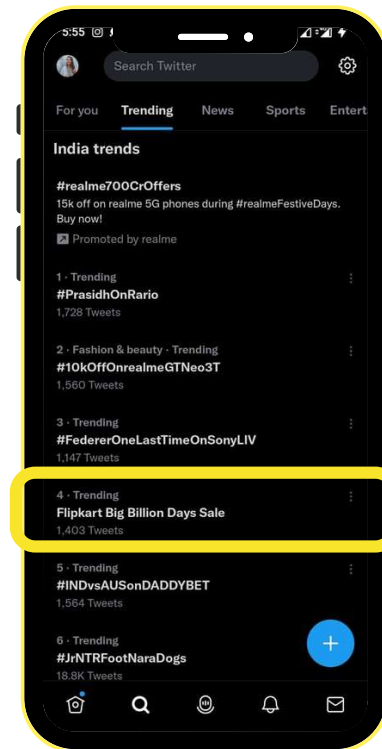 5:55
Search Twitter
For you Trending News Sports Entert
India trends
#realme700CrOffers
15k off on realme 5G phones during #realmeFestiveDays.
Buy now!
Promoted by realme
1 · Trending
#PrasidhOnRario
1,728 Tweets
2 · Fashion & beauty · Trending
#10kOffOnrealmeGTNeo3T
1,560 Tweets
3 · Trending
#FedererOneLastTimeOnSonyLIV
1,147 Tweets
4 · Trending
Flipkart Big Billion Days Sale
1,403 Tweets
5 · Trending
#INDvsAUSonDADDYBET
1,564 Tweets
6 · Trending
#JrNTRFootNaraDogs
18.8K Tweets